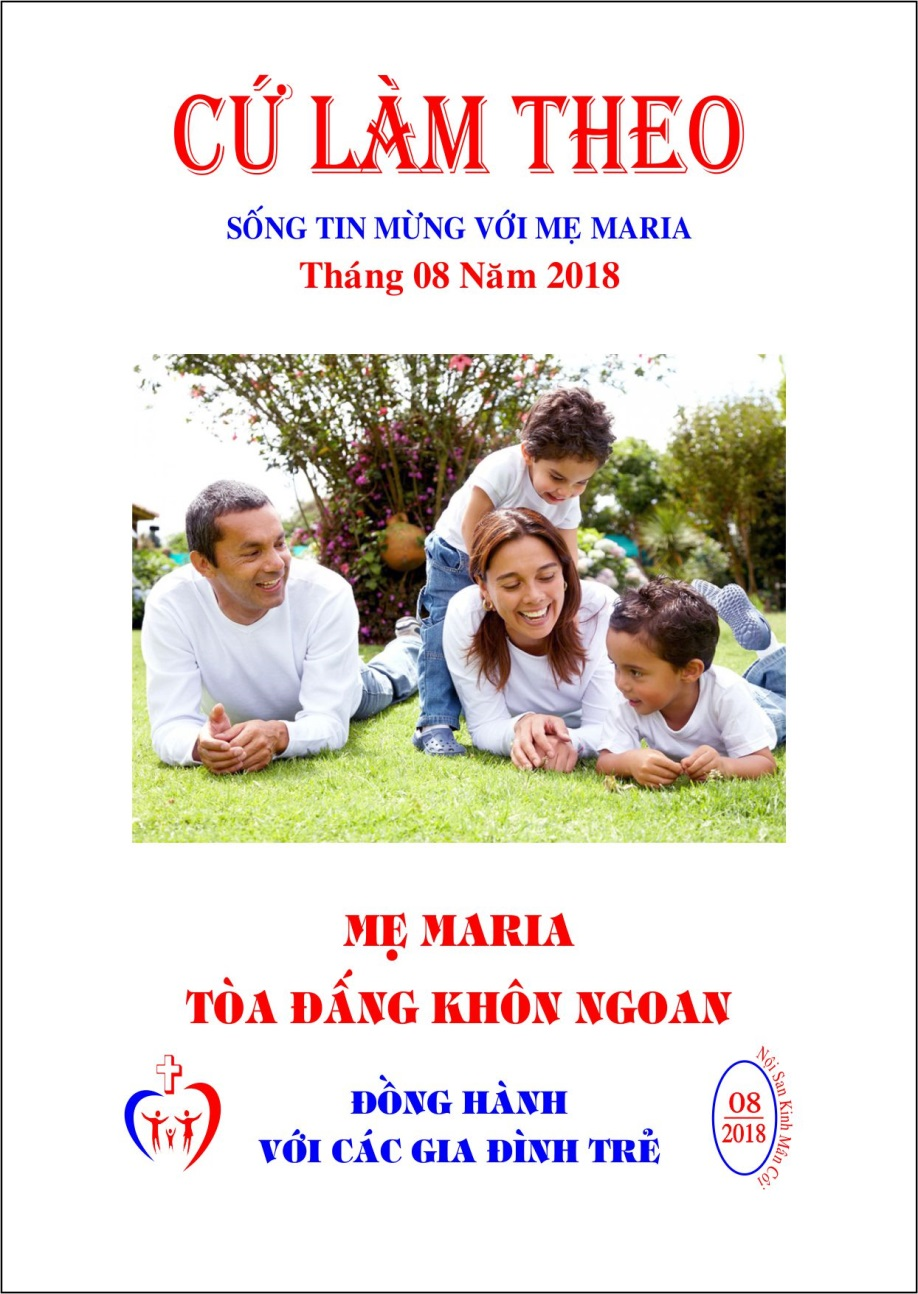 CỨ LÀM THEO
SỐNG TIN MỪNG VỚI MẸ MARIA
Tháng 08 Năm 2018
MẸ MARIA
TÒA ĐẤNG KHÔN NGOAN
ĐỒNG HÀNH
VỚI CÁC GIA ĐÌNH TRẺ
08
2018
Nội San Kinh Mân Côi